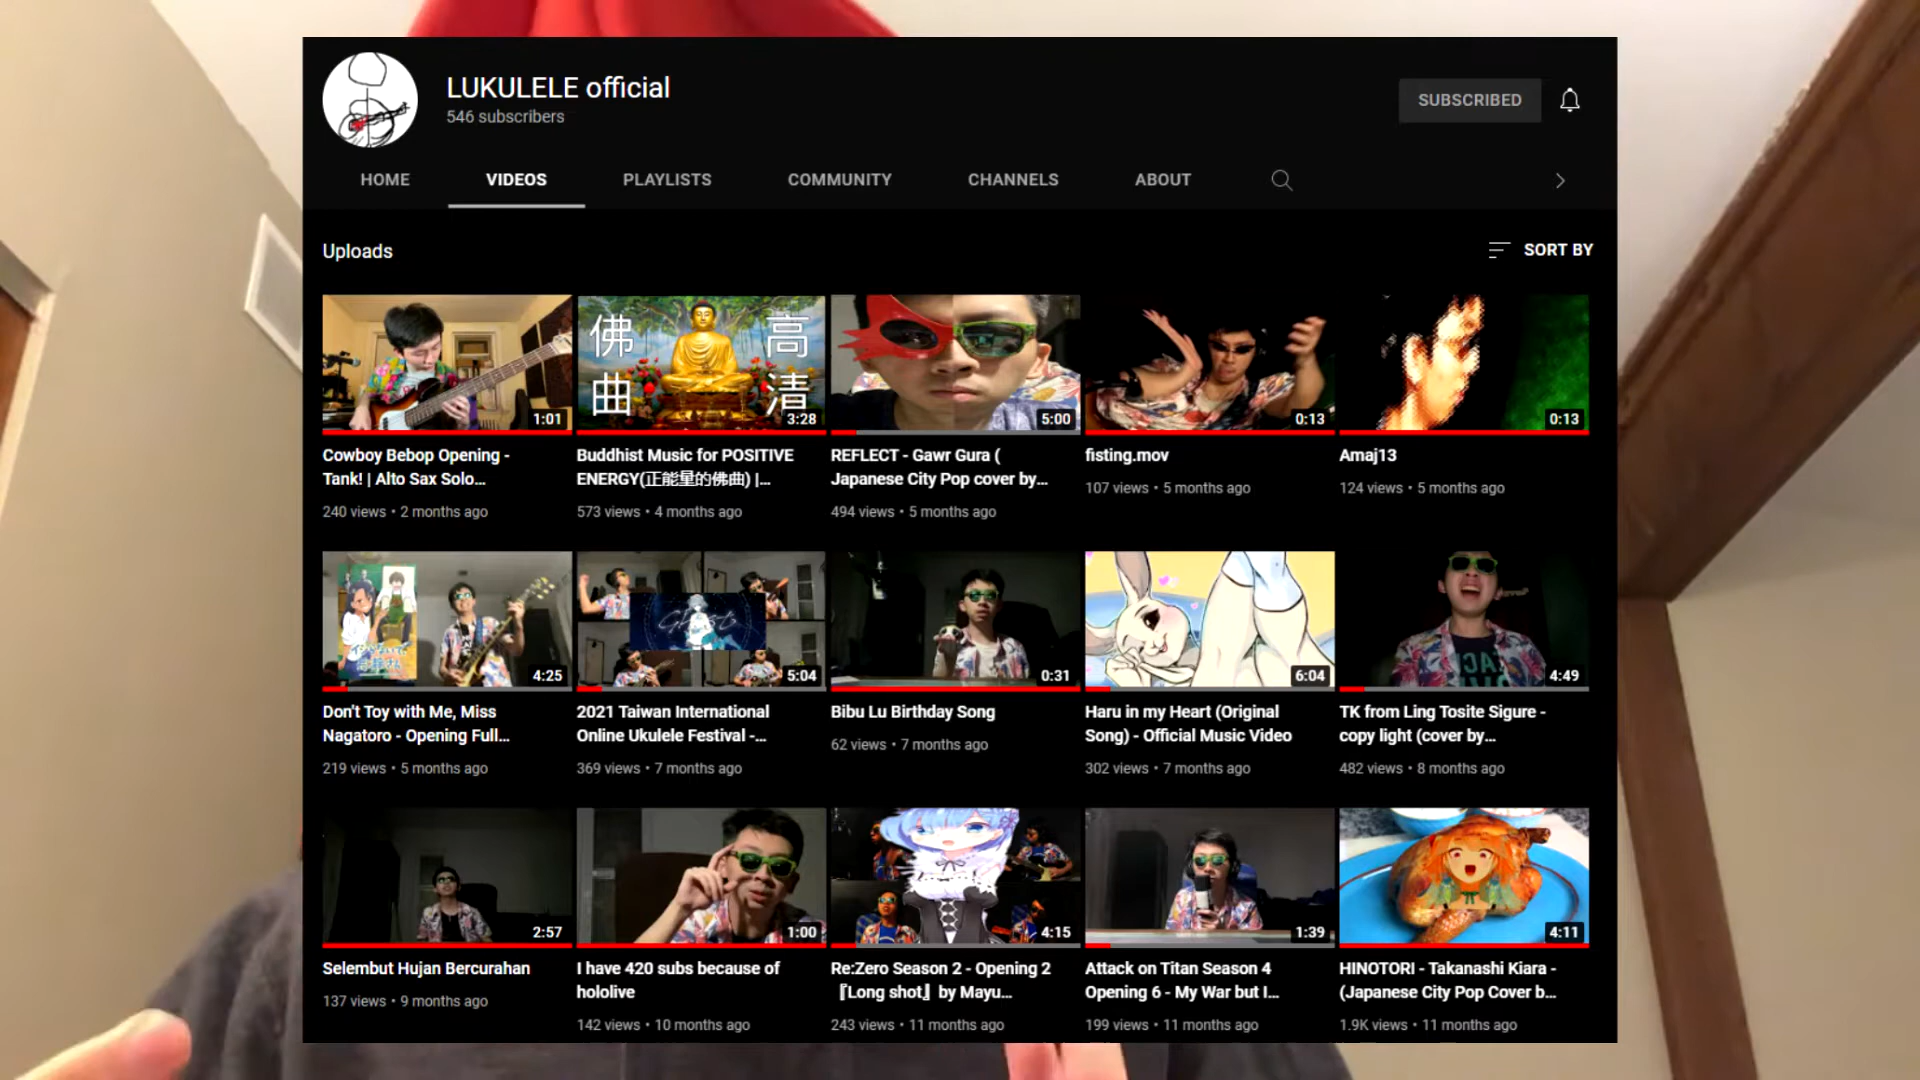 LUKULELE official
546 subscribers
SUBSCRIBED
HOME
VIDEOS
PLAYLISTS
COMMUNITY
CHANNELS
ABOUT
Uploads
SORT BY
佛曲
高清
1:01
3:28
5:00
0:13
0:13
Cowboy Bebop Opening -
Tank! | Alto Sax Solo...
240 views • 2 months ago
Buddhist Music for POSITIVE
ENERGY(正能量的佛曲) |...
573 views • 4 months ago
REFLECT - Gawr Gura (
Japanese City Pop cover by...
494 views • 5 months ago
fisting.mov
107 views • 5 months ago
Amaj13
124 views • 5 months ago
4:25
5:04
0:31
6:04
4:49
Don't Toy with Me, Miss
Nagatoro - Opening Full...
219 views • 5 months ago
2021 Taiwan International
Online Ukulele Festival -...
369 views • 7 months ago
Bibu Lu Birthday Song
62 views • 7 months ago
Haru in my Heart (Original
Song) - Official Music Video
302 views • 7 months ago
TK from Ling Tosite Sigure -
copy light (cover by...
482 views • 8 months ago
2:57
1:00
4:15
1:39
4:11
Selembut Hujan Bercurahan
137 views • 9 months ago
I have 420 subs because of
hololive
142 views • 10 months ago
Re:Zero Season 2 - Opening 2
『Long shot』 by Mayu...
243 views • 11 months ago
Attack on Titan Season 4
Opening 6 - My War but I...
199 views • 11 months ago
HINOTORI - Takanashi Kiara -
(Japanese City Pop Cover b...
1.9K views • 11 months ago